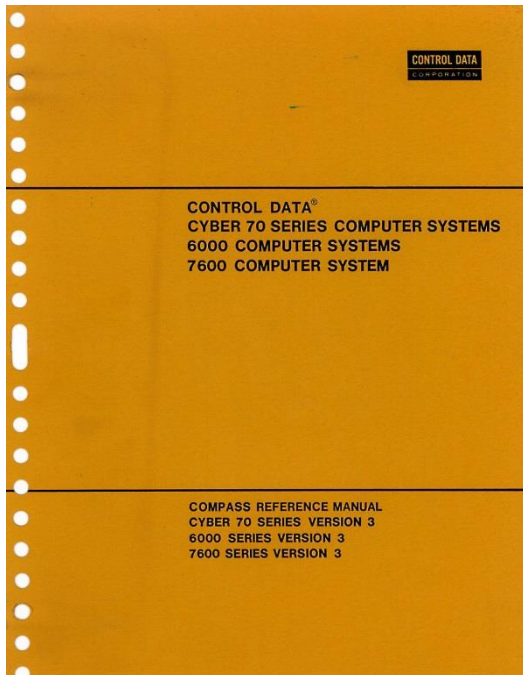 CONTROL DATA
CORPORATION
CONTROL DATA®
CYBER 70 SERIES COMPUTER SYSTEMS
6000 COMPUTER SYSTEMS
7600 COMPUTER SYSTEM
COMPASS REFERENCE MANUAL
CYBER 70 SERIES VERSION 3
6000 SERIES VERSION 3
7600 SERIES VERSION 3